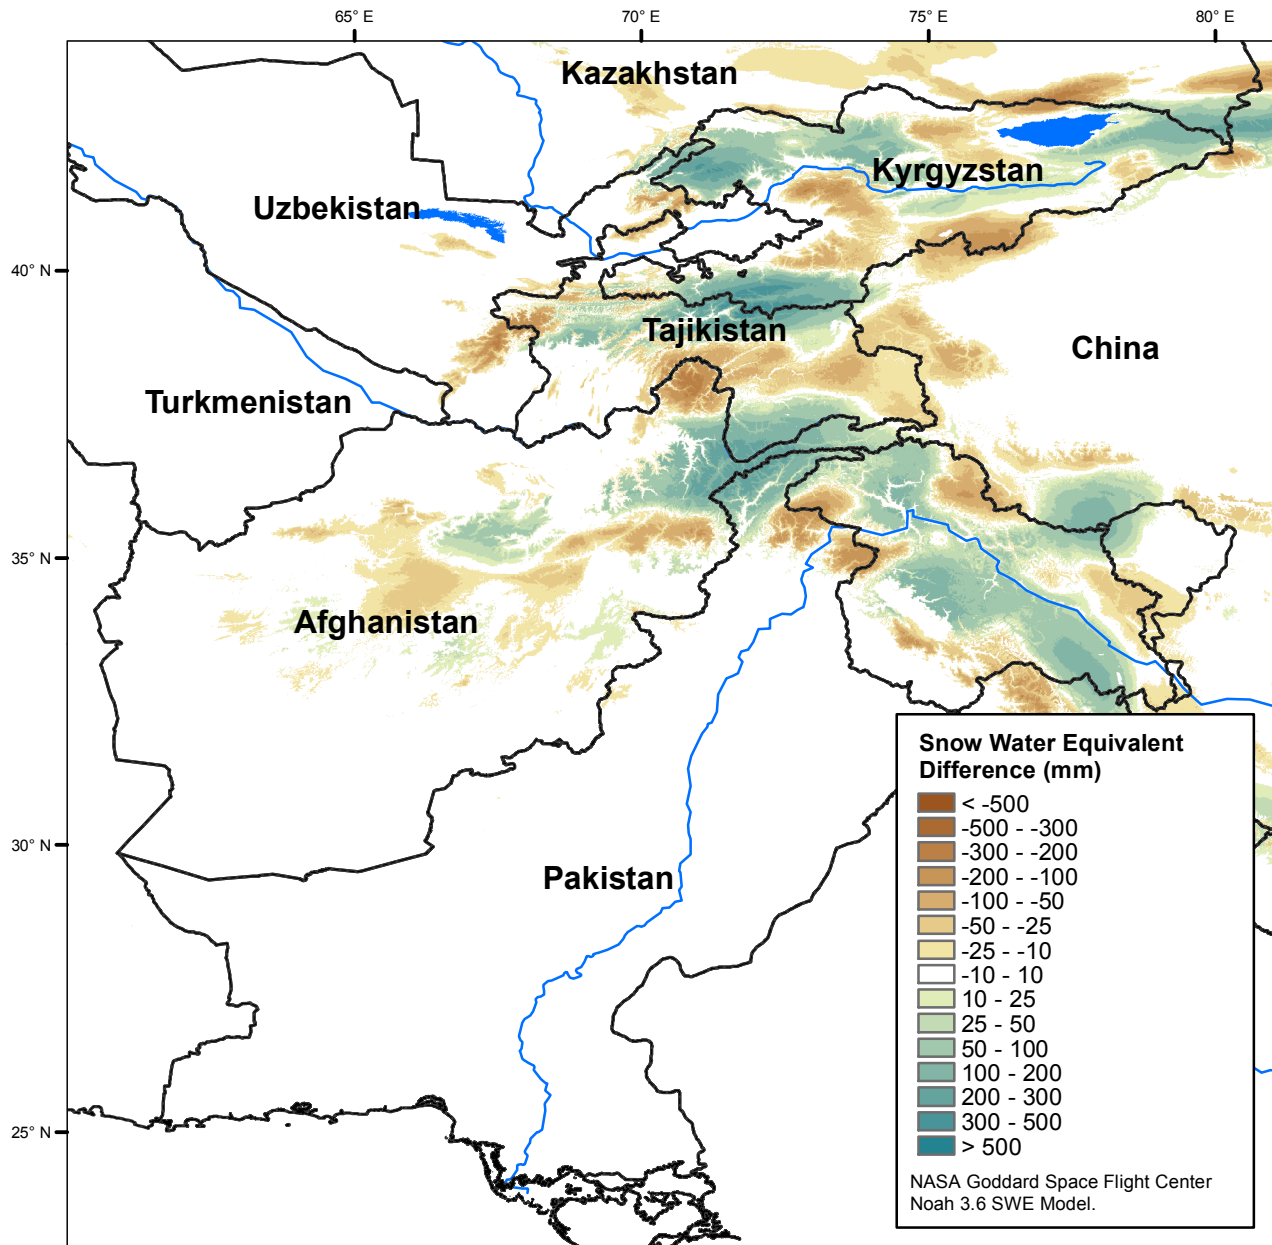 65° E 70° E 75° E 80° E
Kazakhstan
Kyrgyzstan
Uzbekistan
40° N
Tajikistan
China
Turkmenistan
35° N
Afghanistan
Snow Water Equivalent
Difference (mm)
< -500
-500 - -300
-300 - -200
-200 - -100
-100 - -50
-50 - -25
-25 - -10
-10 - 10
10 - 25
25 - 50
50 - 100
100 - 200
200 - 300
300 - 500
> 500
NASA Goddard Space Flight Center
Noah 3.6 SWE Model.
30° N
Pakistan
25° N